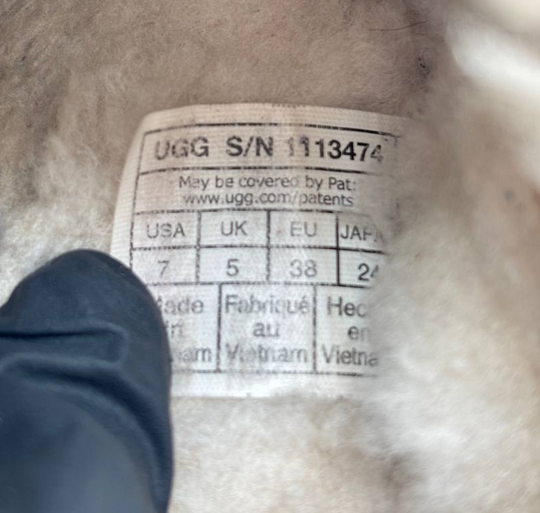 UGG S/N 1113474
May be covered by Pat:
www.ugg.com/patents
USA UK EU
7 5 38 24
Fabriqué
au en
Vietnam